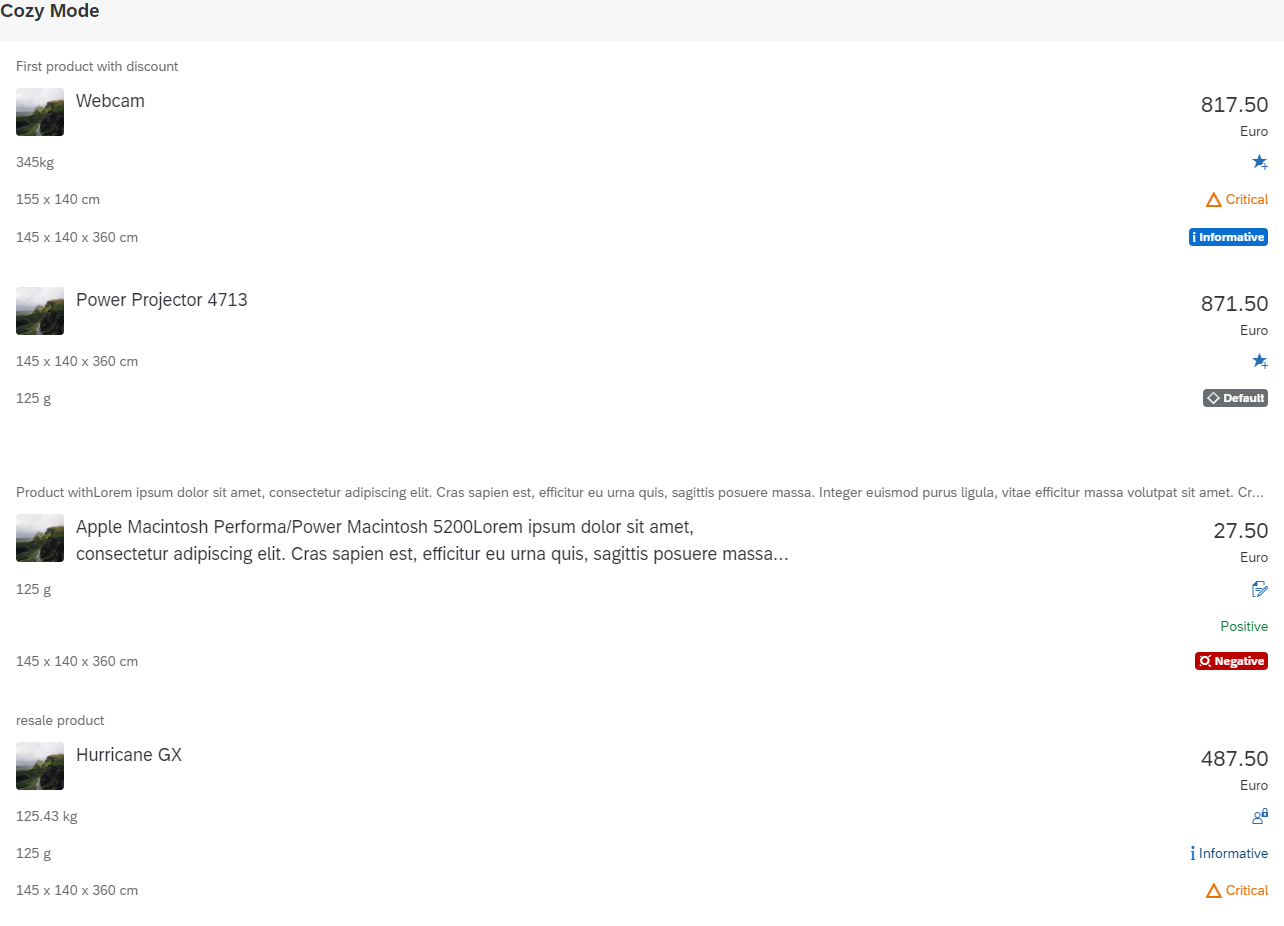 Cozy Mode
First product with discount
Webcam
817.50
Euro
345kg
155 x 140 cm
Critical
145 x 140 x 360 cm
Informative
Power Projector 4713
871.50
Euro
145 x 140 x 360 cm
125 g
Default
Product withLorem ipsum dolor sit amet, consectetur adipiscing elit. Cras sapien est, efficitur eu urna quis, sagittis posuere massa. Integer euismod purus ligula, vitae efficitur massa volutpat sit amet. Cr...
Apple Macintosh Performa/Power Macintosh 5200Lorem ipsum dolor sit amet,
consectetur adipiscing elit. Cras sapien est, efficitur eu urna quis, sagittis posuere massa...
27.50
Euro
125 g
Positive
145 x 140 x 360 cm
Negative
resale product
Hurricane GX
487.50
Euro
125.43 kg
125 g
Informative
145 x 140 x 360 cm
Critical